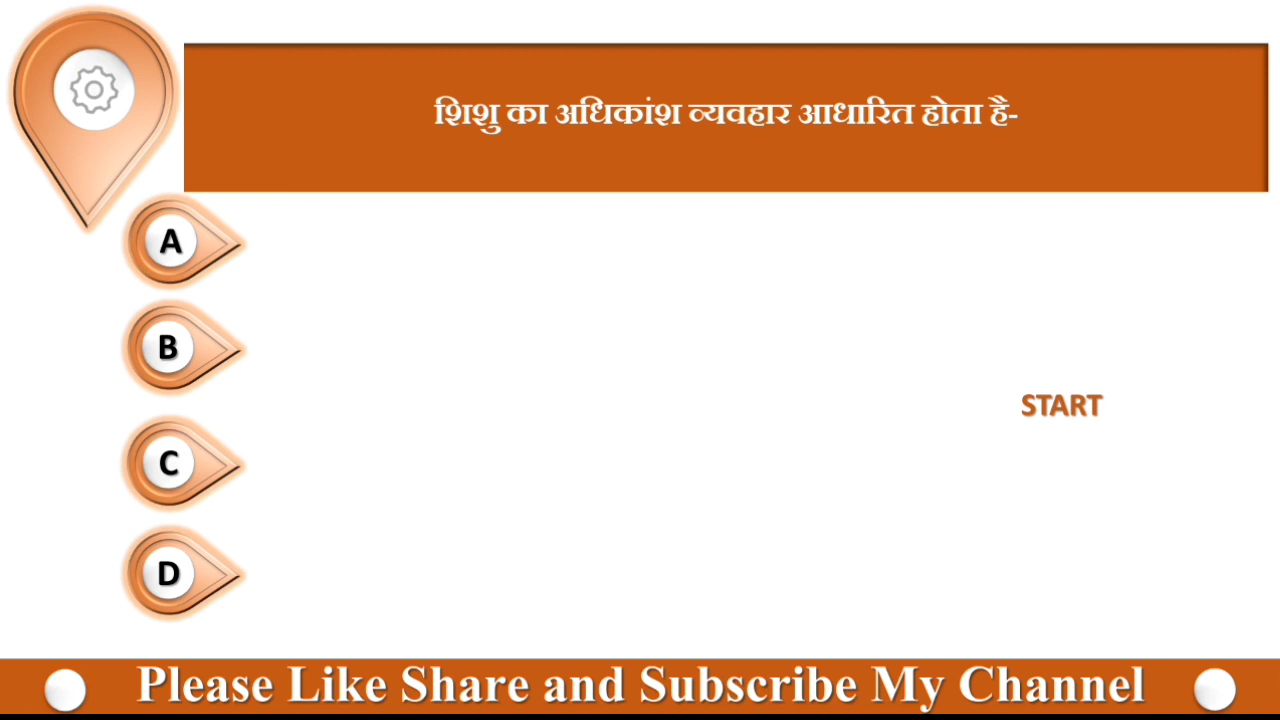 शिशु का अधिकांश व्यवहार आधारित होता है-
A
B
START
C
D
Please Like Share and Subscribe My Channel